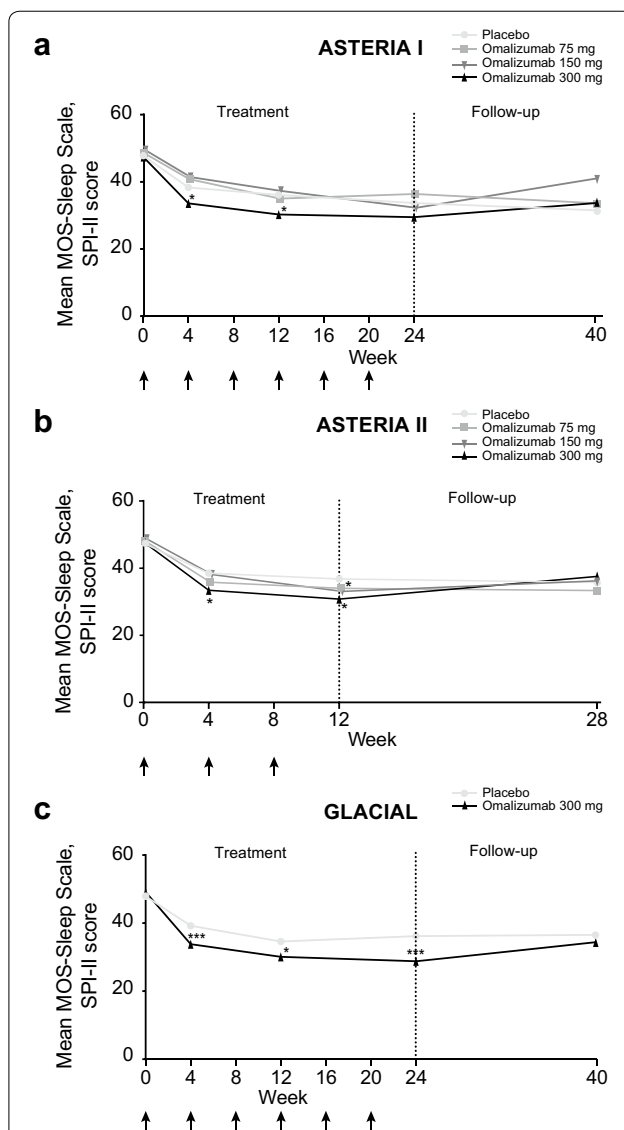 a
ASTERIA I
Placebo
Omalizumab 75 mg
Omalizumab 150 mg
Omalizumab 300 mg
Mean MOS-Sleep Scale,
SPI-II score
Treatment
Follow-up
60
40
20
0
*
*
0 4 8 12 16 20 24 40
Week
b
ASTERIA II
Placebo
Omalizumab 75 mg
Omalizumab 150 mg
Omalizumab 300 mg
Mean MOS-Sleep Scale,
SPI-II score
Treatment
Follow-up
60
40
20
0
*
*
*
0 4 8 12 28
Week
c
GLACIAL
Placebo
Omalizumab 300 mg
Mean MOS-Sleep Scale,
SPI-II score
Treatment
Follow-up
60
40
20
0
***
*
***
0 4 8 12 16 20 24 40
Week